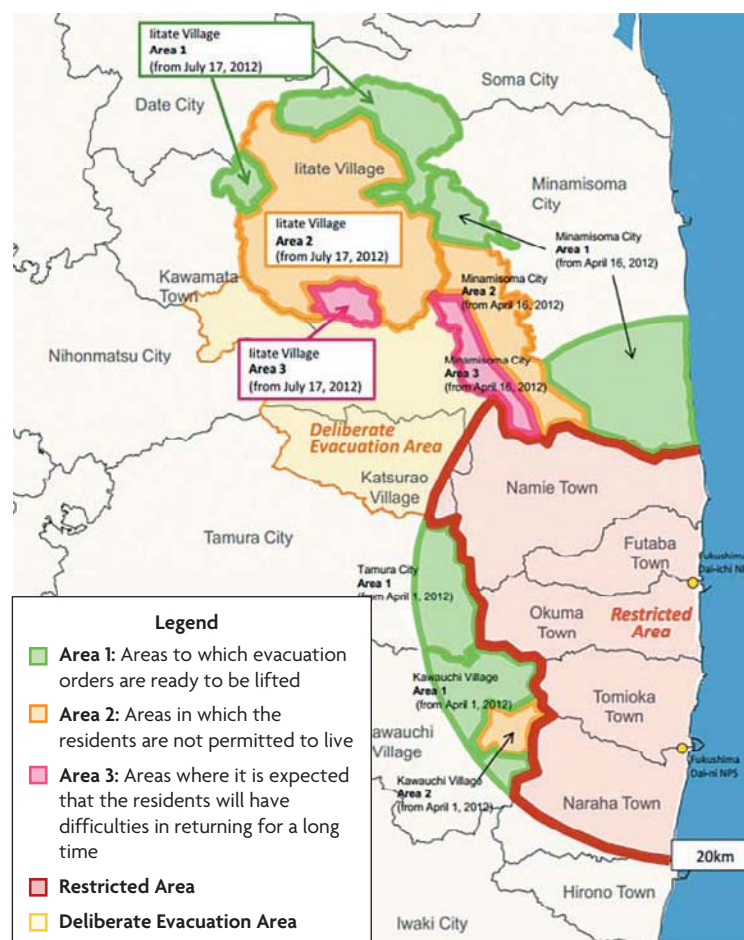 Iitate Village
Area 1
(from July 17, 2012)
Soma City
Date City
Iitate Village
Minamisoma
City
Iitate Village
Area 2
(from July 17, 2012)
Minamisoma City
Area 1
(from April 16, 2012)
Kawamata
Town
Minamisoma City
Area 2
(from April 16, 2012)
Nihonmatsu City
Iitate Village
Area 3
(from July 17, 2012)
Minamisoma City
Area 3
(from April 16, 2012)
Deliberate
Evacuation Area
Katsurao
Village
Namie Town
Tamura City
Futaba
Town
Fukushima
Dai-ichi N
Tamura City
Area 1
(from April 1, 2012)
Okuma
Town
Restricted
Area
Kawauchi Village
Area 1
(from April 1, 2012)
Tomioka
Town
awauchi
Village
Fukushima
Dai-ni NPS
Kawauchi Village
Area 2
(from April 1, 2012)
Naraha Town
20km
Hirono Town
Iwaki City
Legend
Area 1: Areas to which evacuation
orders are ready to be lifted
Area 2: Areas in which the
residents are not permitted to live
Area 3: Areas where it is expected
that the residents will have
difficulties in returning for a long
time
Restricted Area
Deliberate Evacuation Area